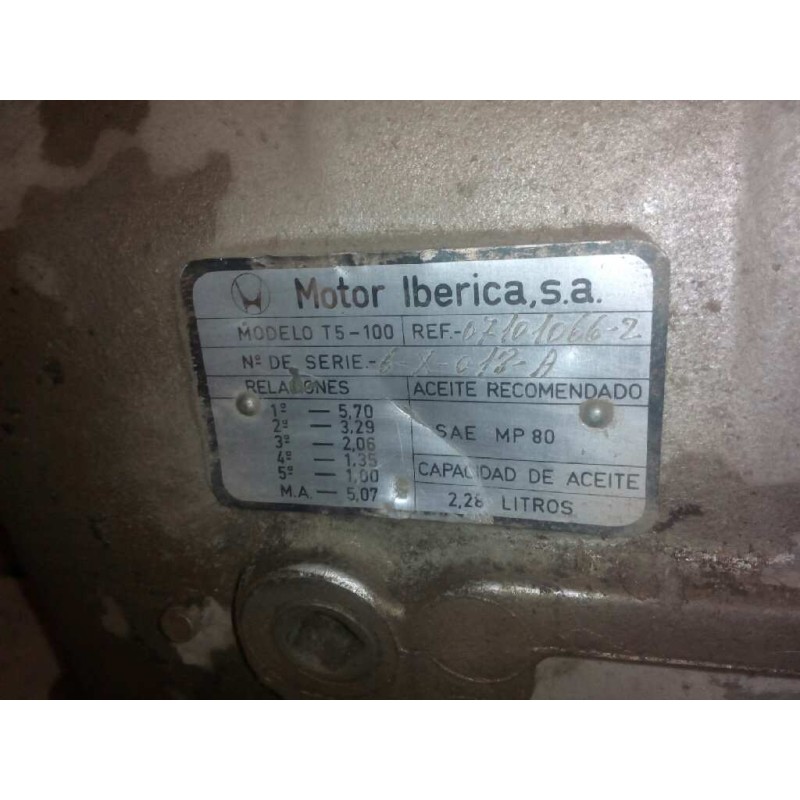 Motor Iberica, s.a.
MODELO T5-100 REF.-07101066-2
Nº DE SERIE.-6-X-018-A
RELACIONES
1ª — 5,70
2ª — 3,29
3ª — 2,06
4ª — 1,35
5ª — 1,00
M.A. — 5,07
ACEITE RECOMENDADO
SAE MP 80
CAPACIDAD DE ACEITE
2,28 LITROS